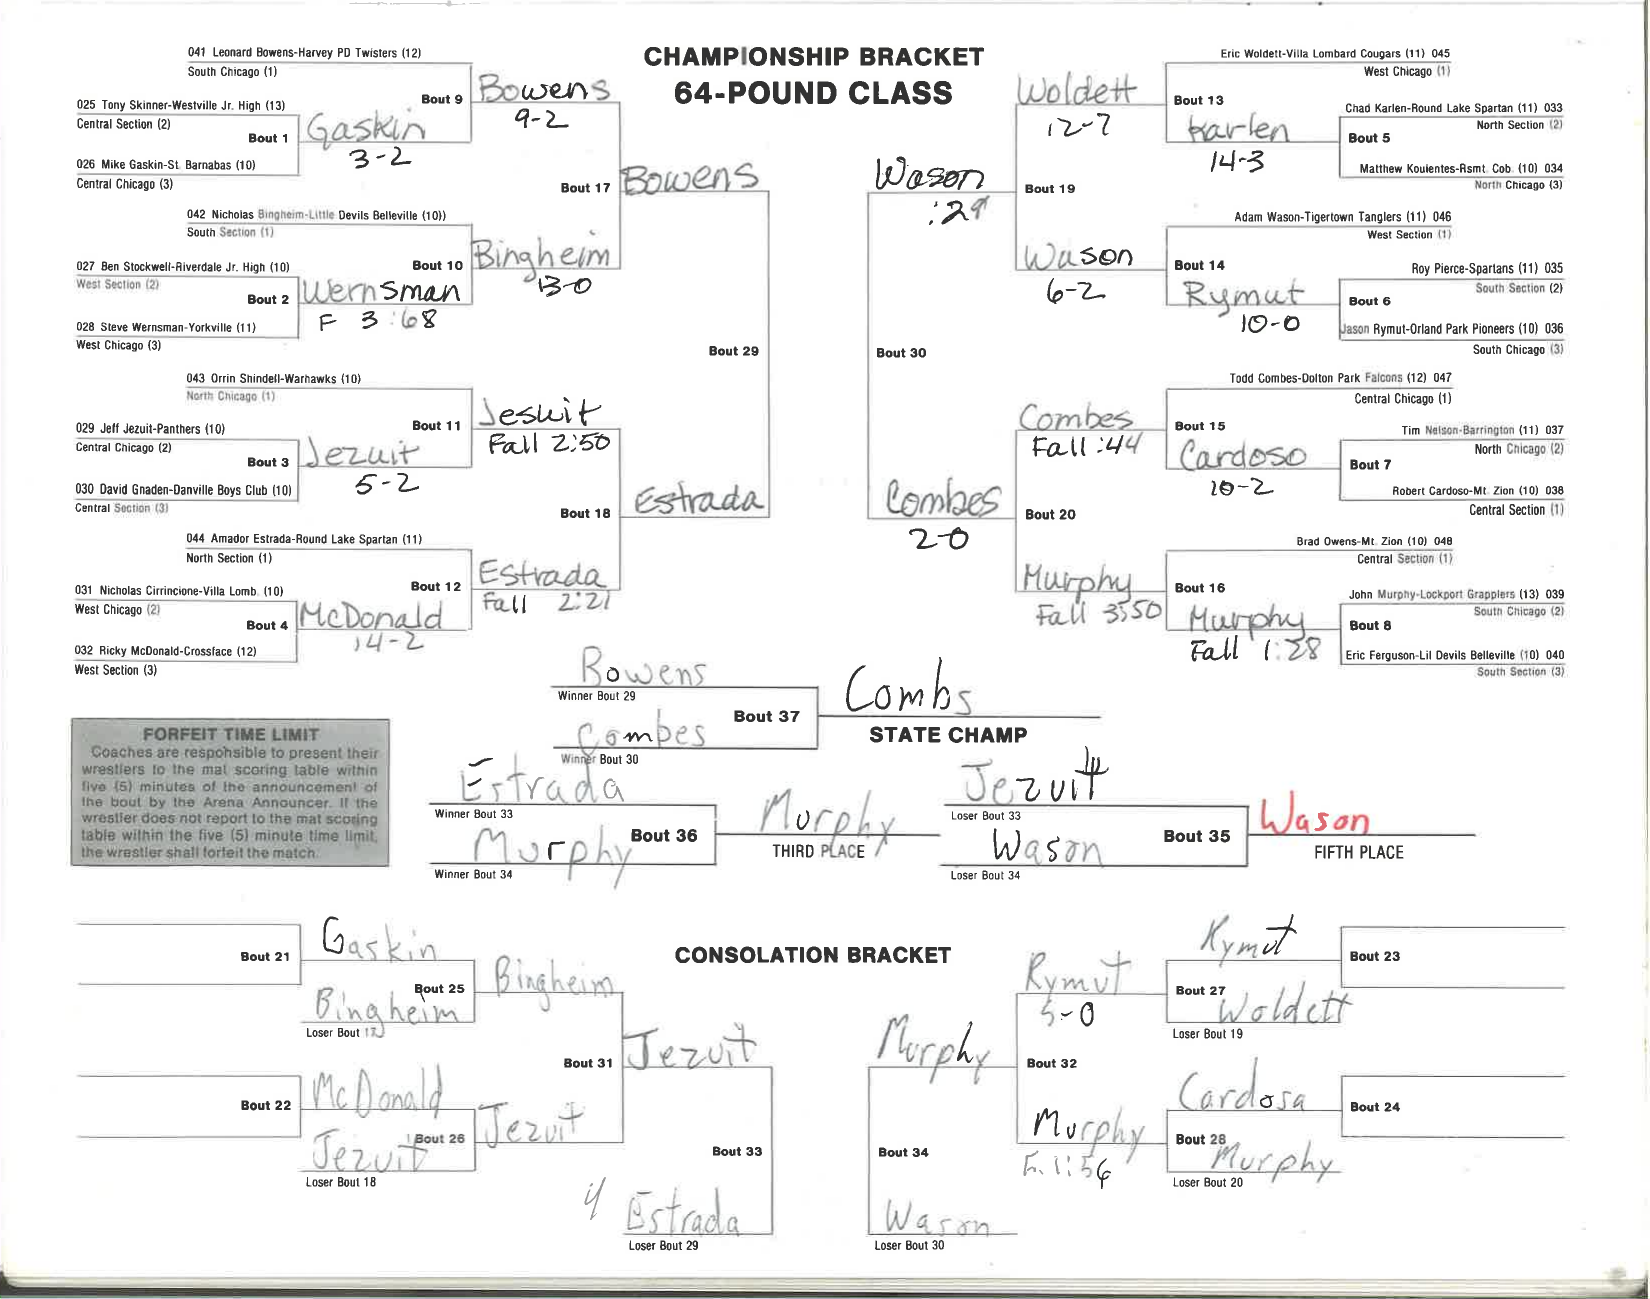 CHAMPIONSHIP BRACKET
64-POUND CLASS
041 Leonard Bowens-Harvey PD Twisters (12)
South Chicago (1)
Bout 9
Bowens
9-2
025 Tony Skinner-Westville Jr. High (13)
Central Section (2)
Bout 1
Gaskin
3-2
026 Mike Gaskin-St. Barnabas (10)
Central Chicago (3)
Bout 17
Bowens
042 Nicholas Bingheim-Little Devils Belleville (10))
South Section (1)
Bout 10
Bingheim
13-0
027 Ben Stockwell-Riverdale Jr. High (10)
West Section (2)
Bout 2
Wernsman
F 3:68
028 Steve Wernsman-Yorkville (11)
West Chicago (3)
Bout 29
043 Orrin Shindell-Warhawks (10)
North Chicago (1)
Bout 11
Jesuit
Fall 2:50
029 Jeff Jezuit-Panthers (10)
Central Chicago (2)
Bout 3
Jezuit
5-2
030 David Gnaden-Danville Boys Club (10)
Central Section (3)
Bout 18
Estrada
044 Amador Estrada-Round Lake Spartan (11)
North Section (1)
Bout 12
Estrada
Fall 2:21
031 Nicholas Cirrincione-Villa Lomb. (10)
West Chicago (2)
Bout 4
McDonald
14-2
032 Ricky McDonald-Crossface (12)
West Section (3)
Eric Woldett-Villa Lombard Cougars (11) 045
West Chicago (1)
Woldett
12-7
Bout 13
Chad Karlen-Round Lake Spartan (11) 033
North Section (2)
Karlen
14-3
Bout 5
Matthew Kouientes-Rsmt. Cob. (10) 034
North Chicago (3)
Wason
Bout 19
Adam Wason-Tigertown Tanglers (11) 046
West Section (1)
Wason
6-2
Bout 14
Roy Pierce-Spartans (11) 035
South Section (2)
Rymut
10-0
Bout 6
Jason Rymut-Orland Park Pioneers (10) 036
South Chicago (3)
Bout 30
Todd Combes-Dolton Park Falcons (12) 047
Central Chicago (1)
Combes
Fall :44
Bout 15
Tim Nelson-Barrington (11) 037
North Chicago (2)
Cardoso
10-2
Bout 7
Robert Cardoso-Mt. Zion (10) 038
Central Section (1)
Combes
2-0
Bout 20
Brad Owens-Mt. Zion (10) 048
Central Section (1)
Murphy
Fall 3:50
Bout 16
John Murphy-Lockport Grapplers (13) 039
South Chicago (2)
Murphy
Fall 1:28
Bout 8
Eric Ferguson-Lil Devils Belleville (10) 040
South Section (3)
Bowens
Winner Bout 29
Bout 37
Combs
STATE CHAMP
Combes
Winner Bout 30
FORFEIT TIME LIMIT
Coaches are responsible to present their
wrestlers to the mat scoring table within
five (5) minutes of the announcement of
the bout by the Arena Announcer. If the
wrestler does not report to the mat scoring
table within the five (5) minute time limit,
the wrestler shall forfeit the match.
Estrada
Winner Bout 33
Bout 36
Murphy
THIRD PLACE
Murphy
Winner Bout 34
Jezuit
Loser Bout 33
Bout 35
Wason
FIFTH PLACE
Wason
Loser Bout 34
CONSOLATION BRACKET
Bout 21
Gaskin
Bout 25
Bingheim
Bingheim
Loser Bout 17
Bout 31
Jezuit
Bout 22
McDonald
Bout 26
Jezuit
Jezuit
Loser Bout 18
Bout 33
Estrada
Loser Bout 29
Rymut
Bout 23
Rymut
5-0
Bout 27
Woldett
Loser Bout 19
Murphy
Bout 32
Cardosa
Bout 24
Murphy
Bout 28
Murphy
Loser Bout 20
Bout 34
Wason
Loser Bout 30